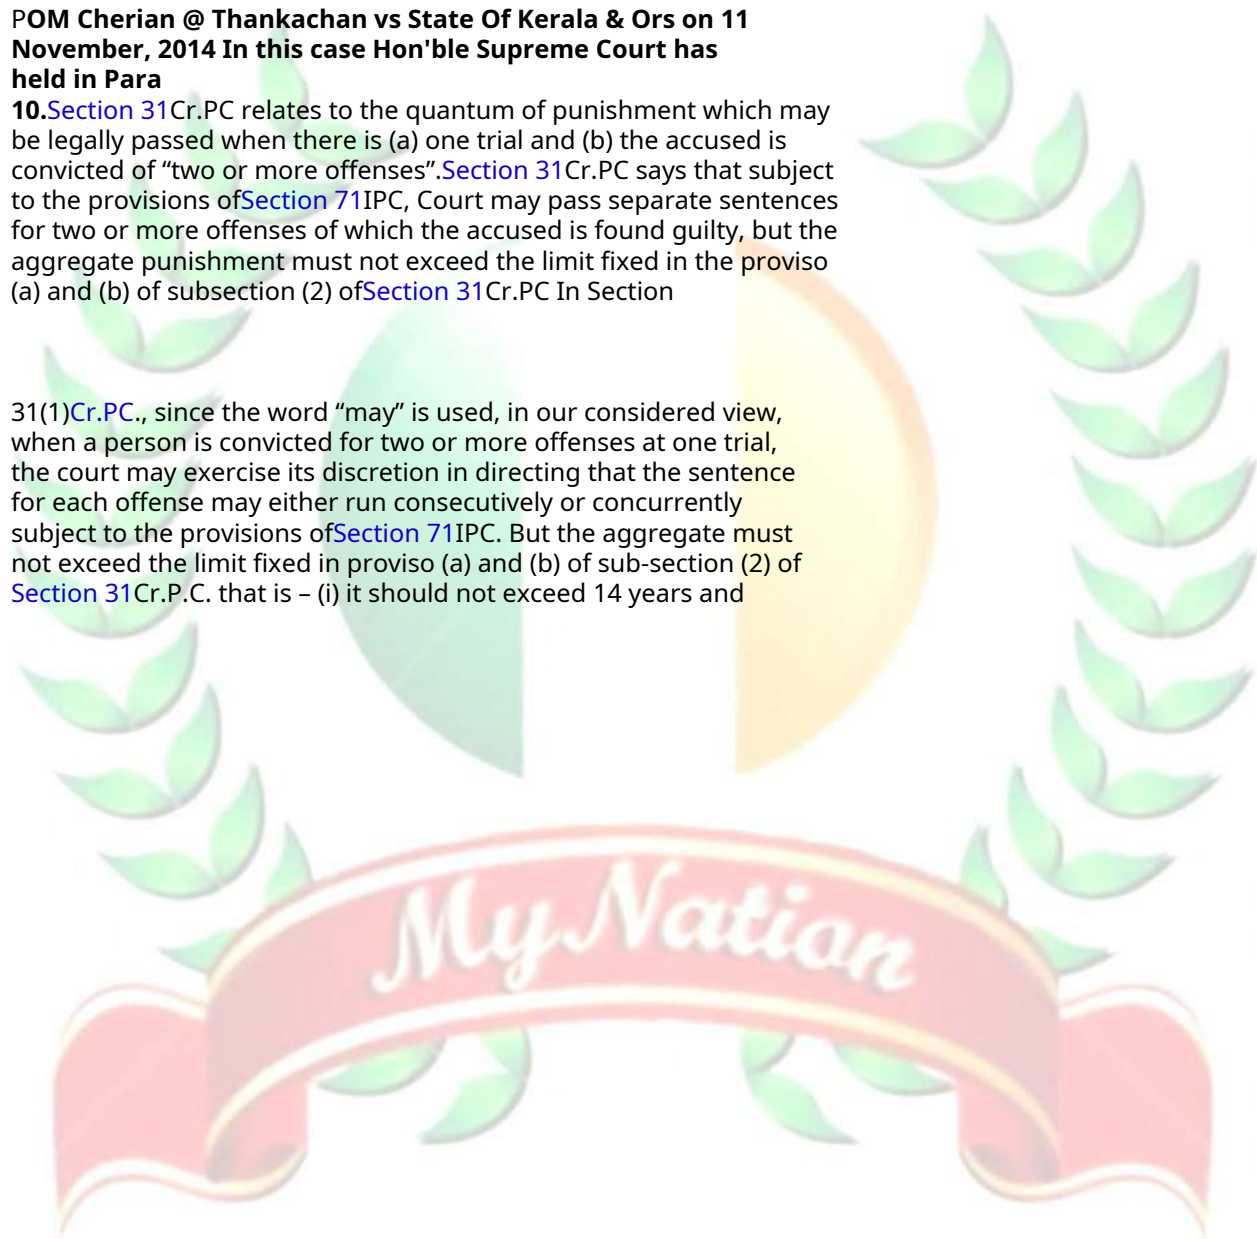 POM Cherian @ Thankachan vs State Of Kerala & Ors on 11
November, 2014 In this case Hon'ble Supreme Court has
held in Para
10.Section 31Cr.PC relates to the quantum of punishment which may
be legally passed when there is (a) one trial and (b) the accused is
convicted of “two or more offenses”.Section 31Cr.PC says that subject
to the provisions ofSection 71IPC, Court may pass separate sentences
for two or more offenses of which the accused is found guilty, but the
aggregate punishment must not exceed the limit fixed in the proviso
(a) and (b) of subsection (2) ofSection 31Cr.PC In Section
31(1)Cr.PC., since the word “may” is used, in our considered view,
when a person is convicted for two or more offenses at one trial,
the court may exercise its discretion in directing that the sentence
for each offense may either run consecutively or concurrently
subject to the provisions ofSection 71IPC. But the aggregate must
not exceed the limit fixed in proviso (a) and (b) of sub-section (2) of
Section 31Cr.P.C. that is – (i) it should not exceed 14 years and
MyNation